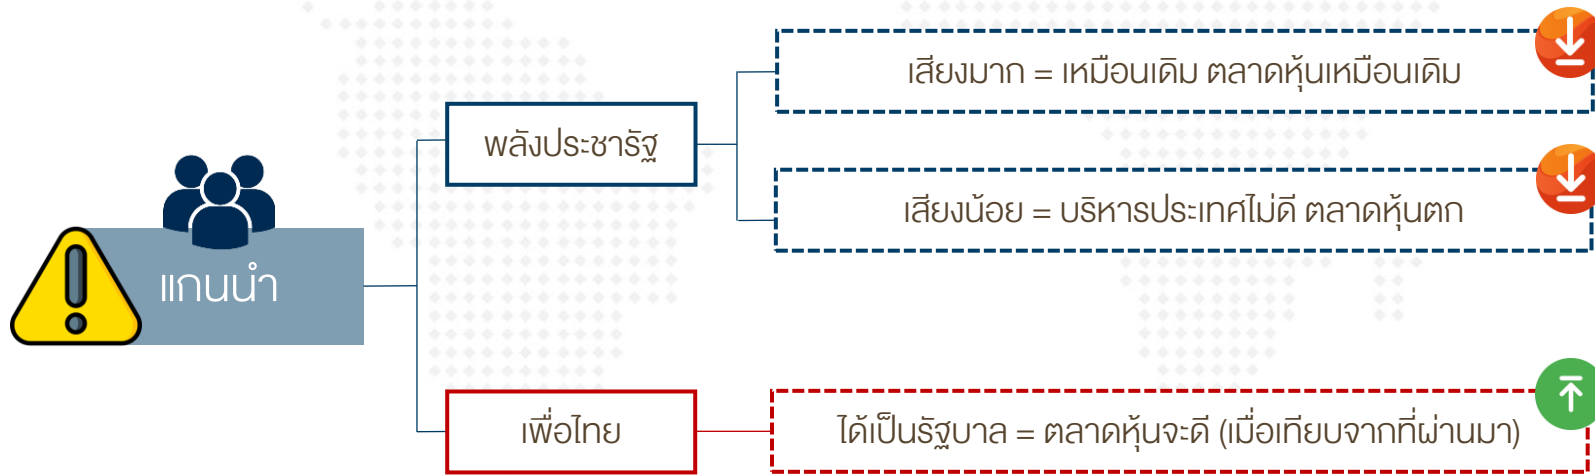 เสียงมาก = เหมือนเดิม ตลาดหุ้นเหมือนเดิม
พลังประชารัฐ
เสียงน้อย = บริหารประเทศไม่ดี ตลาดหุ้นตก
แกนนำ
เพื่อไทย
ได้เป็นรัฐบาล = ตลาดหุ้นจะดี (เมื่อเทียบจากที่ผ่านมา)